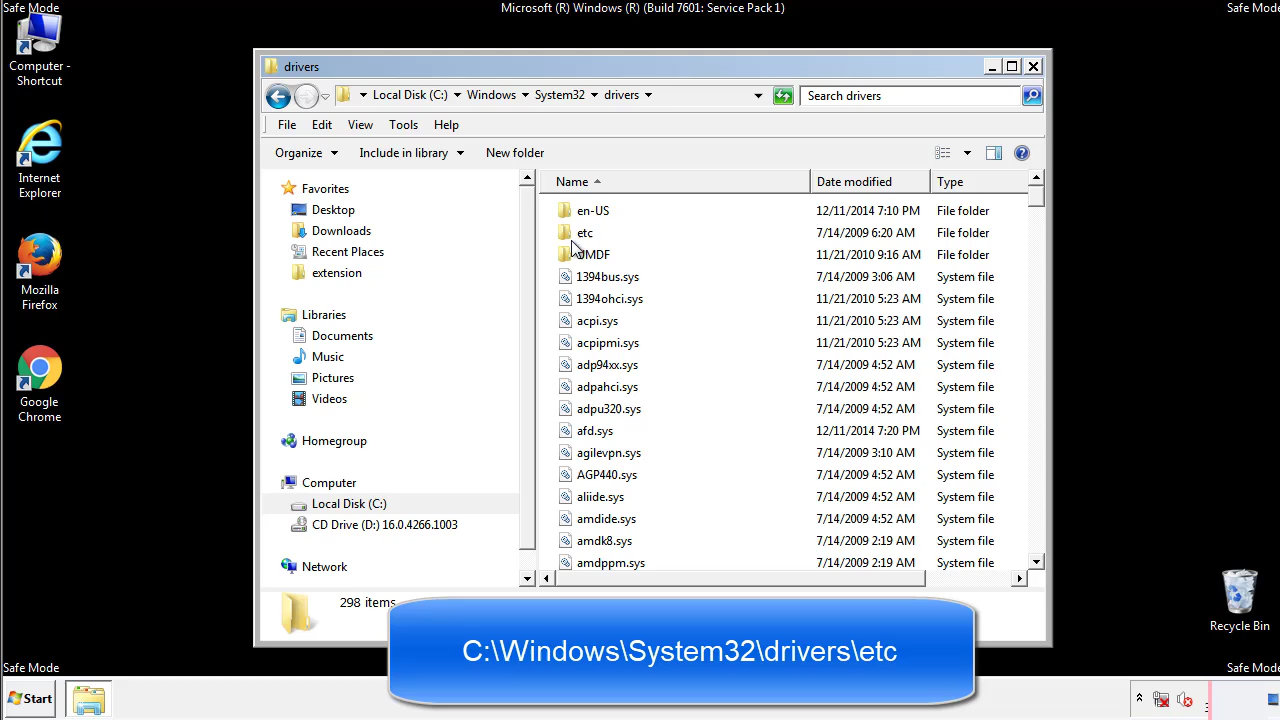 Safe Mode
Microsoft (R) Windows (R) (Build 7601: Service Pack 1)
Safe Mode
Computer -
Shortcut
Internet
Explorer
Mozilla
Firefox
Google
Chrome
drivers
Local Disk (C:) Windows System32 drivers
Search drivers
File Edit View Tools Help
Organize Include in library New folder
Favorites
Desktop
Downloads
Recent Places
extension
Libraries
Documents
Music
Pictures
Videos
Homegroup
Computer
Local Disk (C:)
CD Drive (D:) 16.0.4266.1003
Network
Name Date modified Type
en-US 12/11/2014 7:10 PM File folder
etc 7/14/2009 6:20 AM File folder
UMDF 11/21/2010 9:16 AM File folder
1394bus.sys 7/14/2009 3:06 AM System file
1394ohci.sys 11/21/2010 5:23 AM System file
acpi.sys 11/21/2010 5:23 AM System file
acpipmi.sys 11/21/2010 5:23 AM System file
adp94xx.sys 7/14/2009 4:52 AM System file
adpahci.sys 7/14/2009 4:52 AM System file
adpu320.sys 7/14/2009 4:52 AM System file
afd.sys 12/11/2014 7:20 PM System file
agilevpn.sys 7/14/2009 3:10 AM System file
AGP440.sys 7/14/2009 4:52 AM System file
aliide.sys 7/14/2009 4:52 AM System file
amdide.sys 7/14/2009 4:52 AM System file
amdk8.sys 7/14/2009 2:19 AM System file
amdppm.sys 7/14/2009 2:19 AM System file
298 items
C:\Windows\System32\drivers\etc
Recycle Bin
Safe Mode
Safe Mode
Start